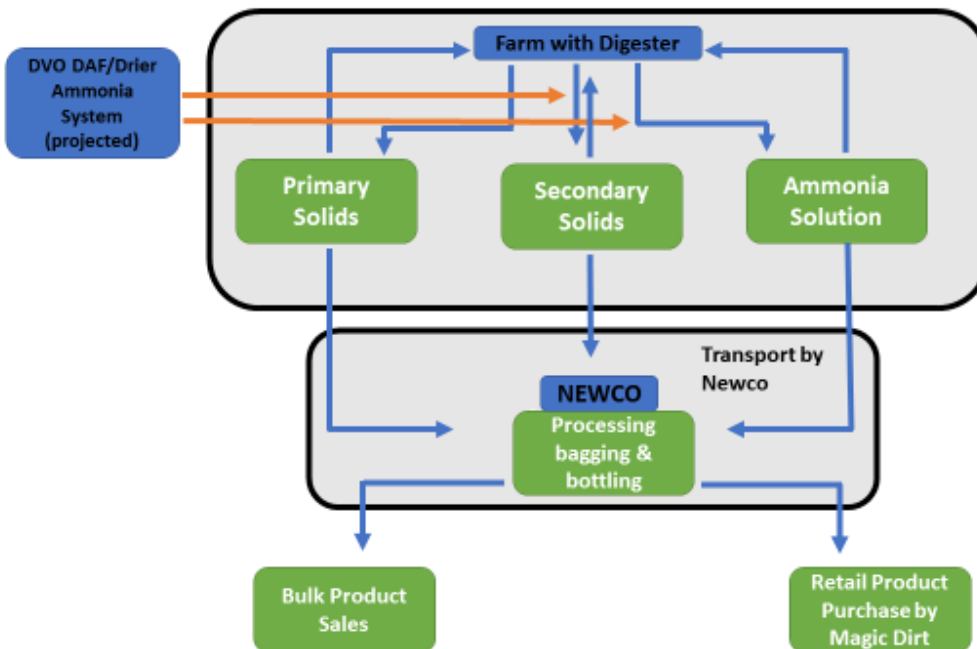 Farm with Digester
DVO DAF/Drier
Ammonia
System
(projected)
Primary
Solids
Secondary
Solids
Ammonia
Solution
Transport by
Newco
NEWCO
Processing
bagging &
bottling
Bulk Product
Sales
Retail Product
Purchase by
Magic Dirt